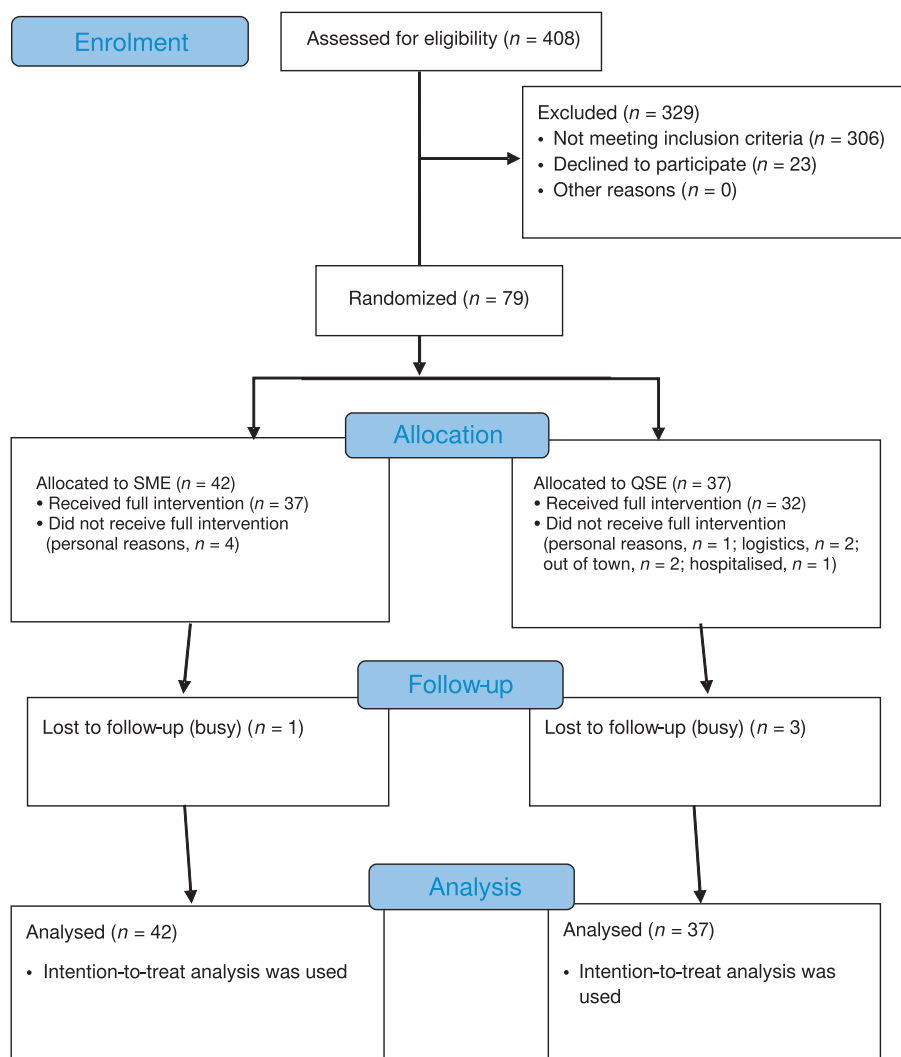 Enrolment
Assessed for eligibility (n = 408)
Excluded (n = 329)
• Not meeting inclusion criteria (n = 306)
• Declined to participate (n = 23)
• Other reasons (n = 0)
Randomized (n = 79)
Allocation
Allocated to SME (n = 42)
• Received full intervention (n = 37)
• Did not receive full intervention
(personal reasons, n = 4)
Allocated to QSE (n = 37)
• Received full intervention (n = 32)
• Did not receive full intervention
(personal reasons, n = 1; logistics, n = 2;
out of town, n = 2; hospitalised, n = 1)
Follow-up
Lost to follow-up (busy) (n = 1)
Lost to follow-up (busy) (n = 3)
Analysis
Analysed (n = 42)
• Intention-to-treat analysis was used
Analysed (n = 37)
• Intention-to-treat analysis was
used